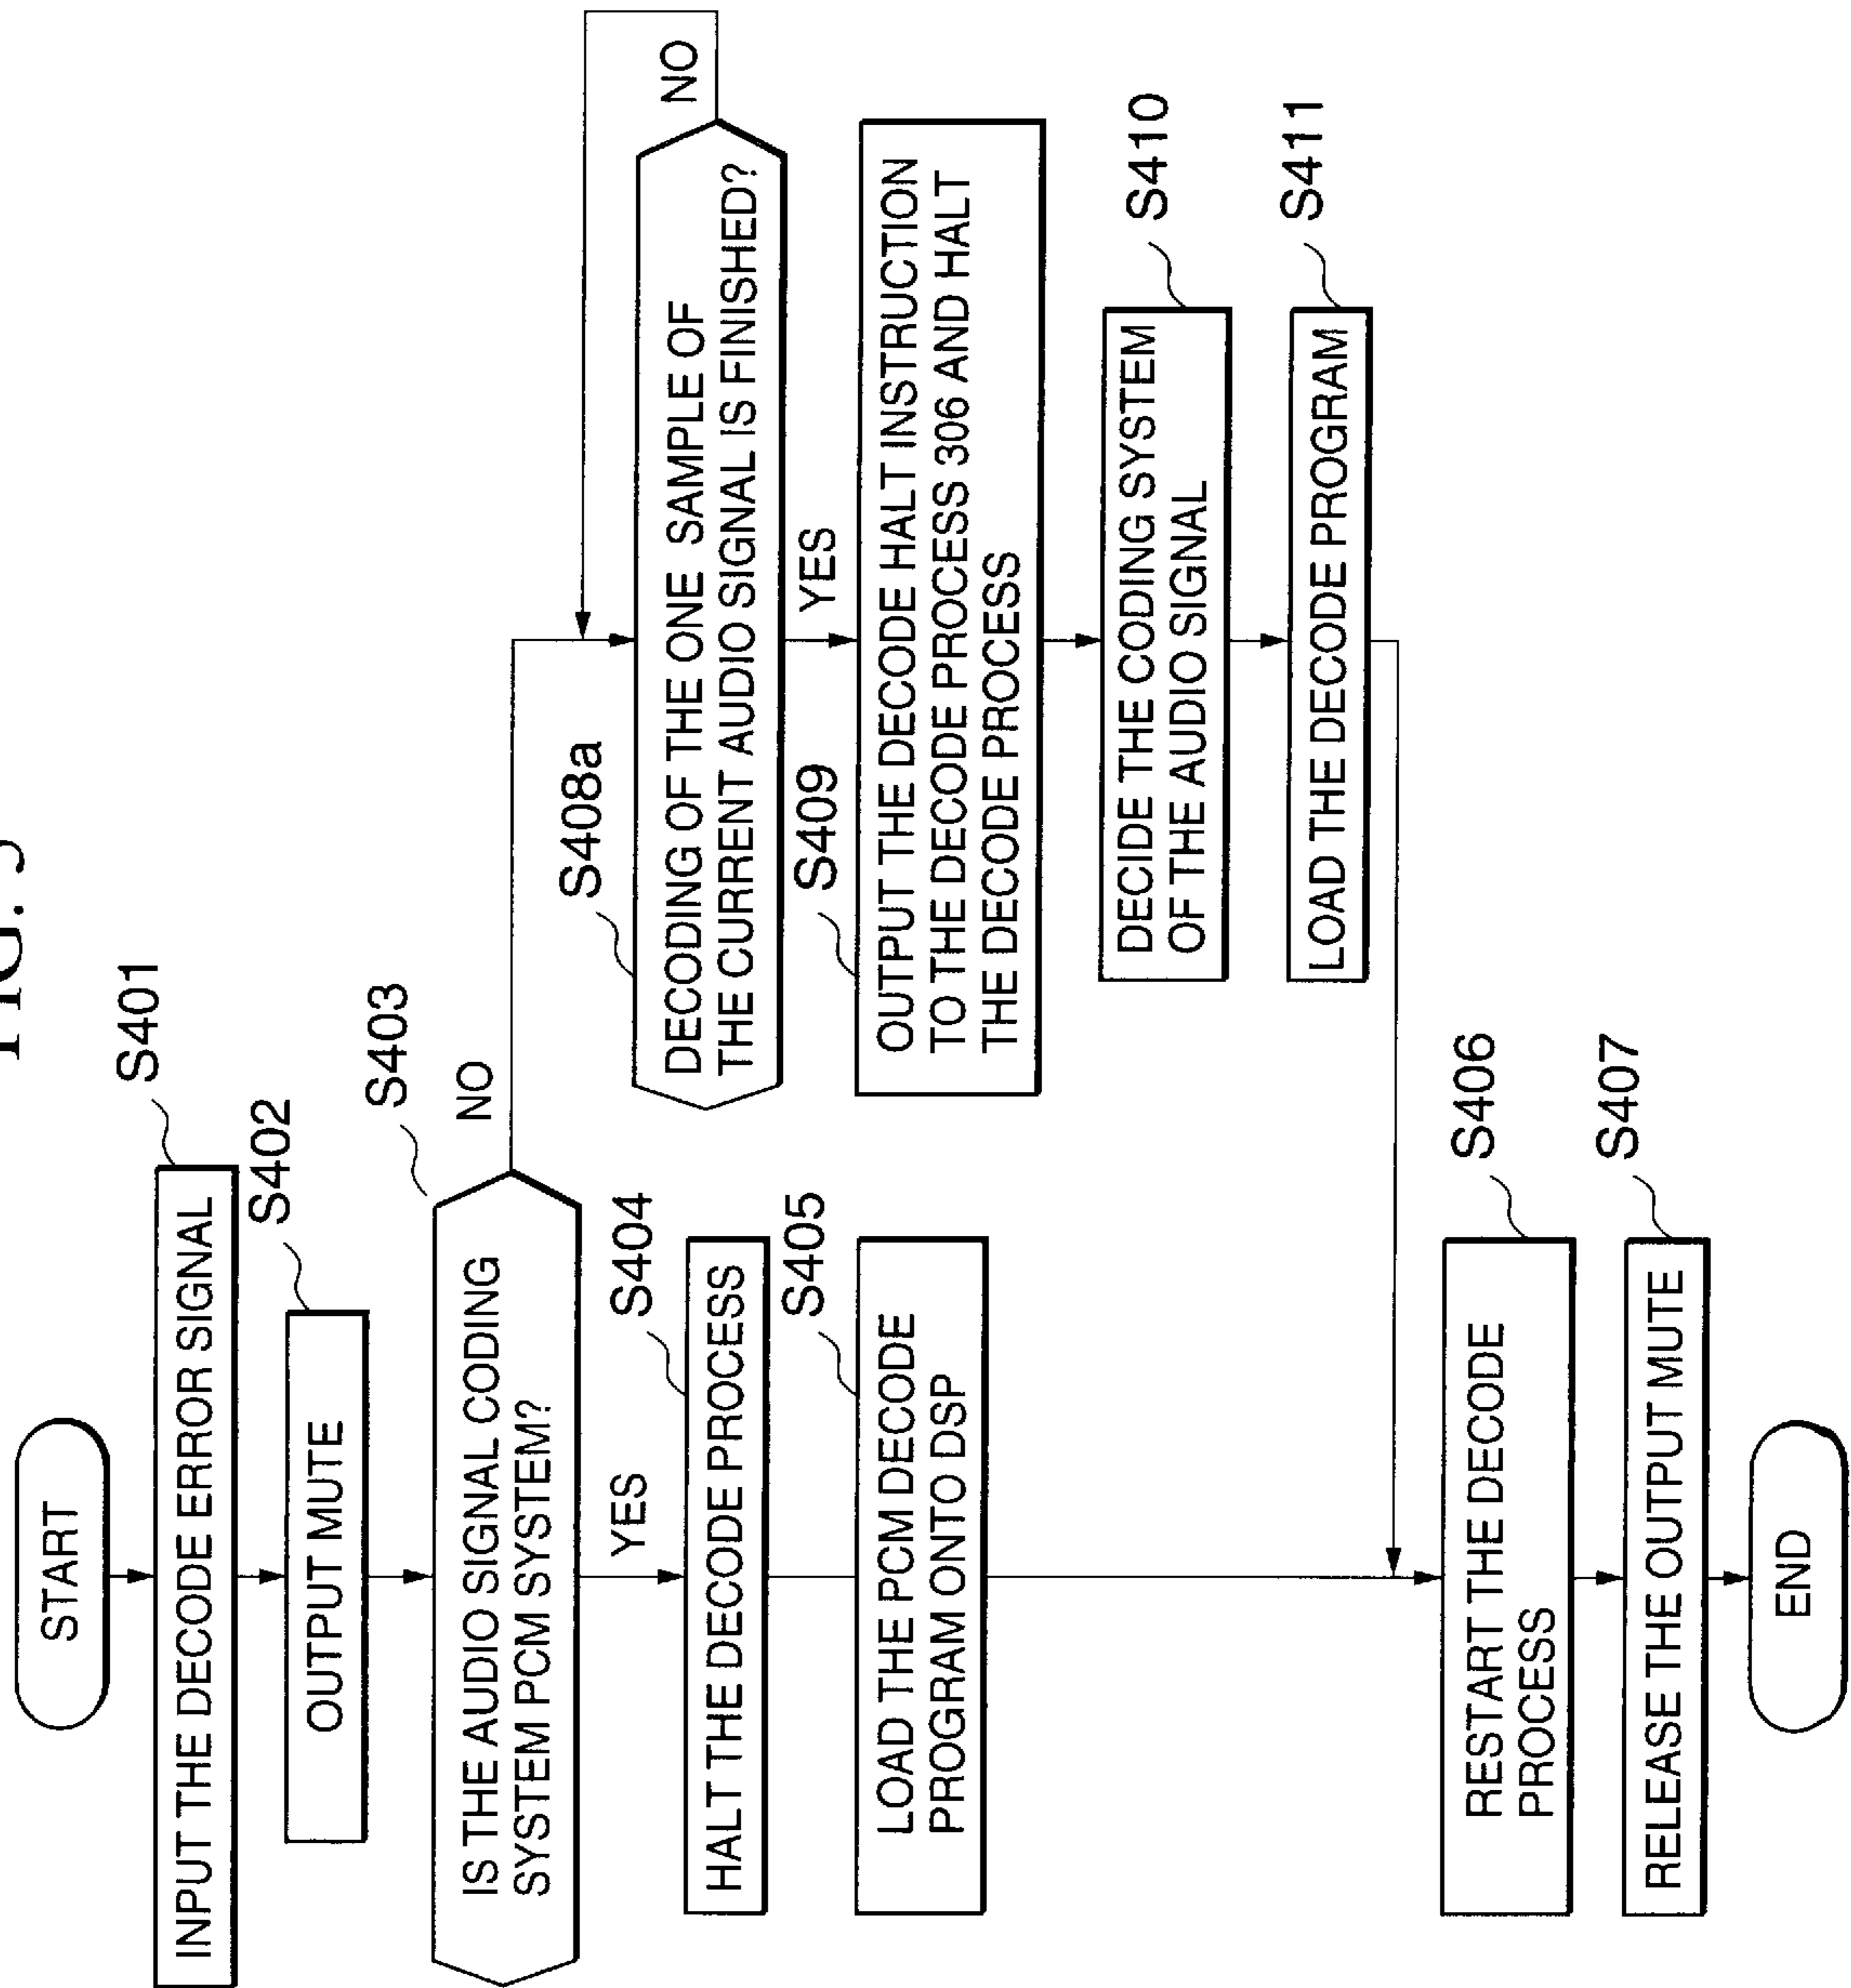 START
S401
INPUT THE DECODE ERROR SIGNAL
S402
OUTPUT MUTE
S403
IS THE AUDIO SIGNAL CODING
SYSTEM PCM SYSTEM?
NO
YES
S404
HALT THE DECODE PROCESS
S405
LOAD THE PCM DECODE
PROGRAM ONTO DSP
S408a
DECODING OF THE ONE SAMPLE OF
THE CURRENT AUDIO SIGNAL IS FINISHED?
NO
YES
S409
OUTPUT THE DECODE HALT INSTRUCTION
TO THE DECODE PROCESS 306 AND HALT
THE DECODE PROCESS
S410
DECIDE THE CODING SYSTEM
OF THE AUDIO SIGNAL
S411
LOAD THE DECODE PROGRAM
S406
RESTART THE DECODE
PROCESS
S407
RELEASE THE OUTPUT MUTE
END